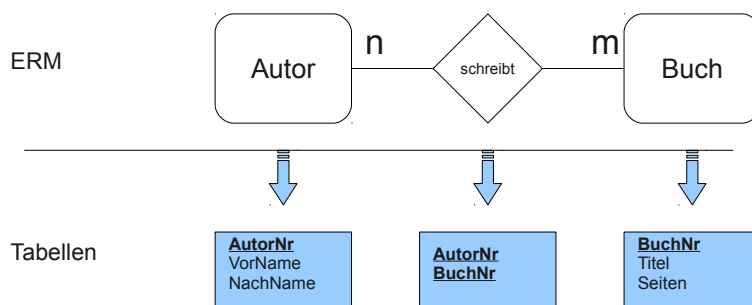 ERM
Autor
n
schreibt
m
Buch
Tabellen
AutorNr
VorName
NachName
AutorNr
BuchNr
BuchNr
Titel
Seiten